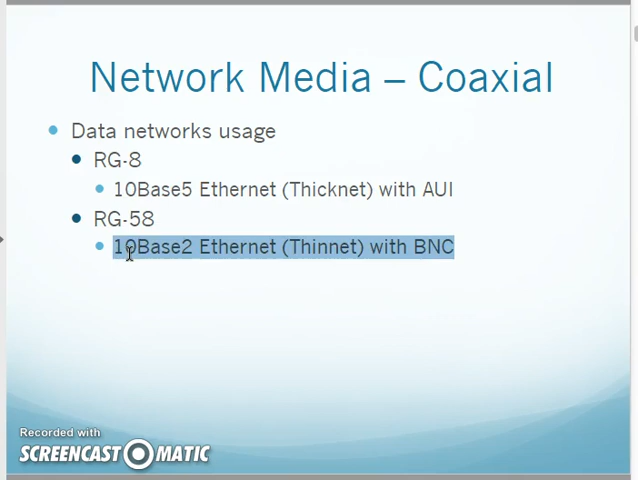 Network Media – Coaxial
Data networks usage
RG-8
10Base5 Ethernet (Thicknet) with AUI
RG-58
10Base2 Ethernet (Thinnet) with BNC
Recorded with
SCREENCAST MATIC